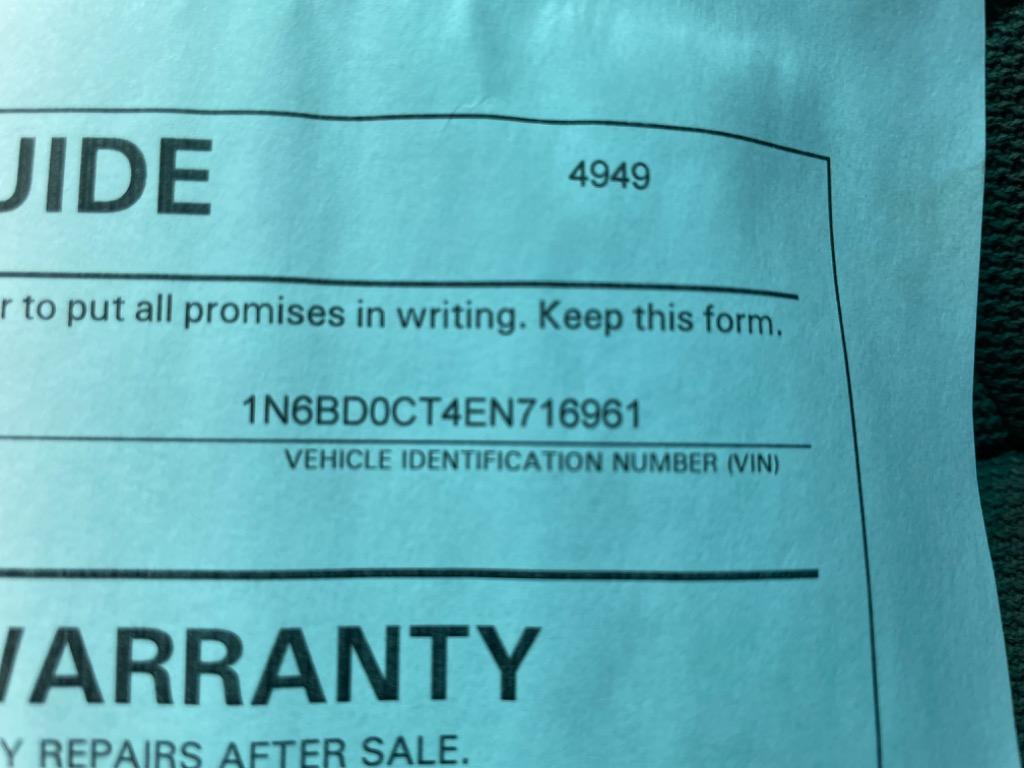 UIDE 4949
r to put all promises in writing. Keep this form.
1N6BD0CT4EN716961
VEHICLE IDENTIFICATION NUMBER (VIN)
WARRANTY
Y REPAIRS AFTER SALE.